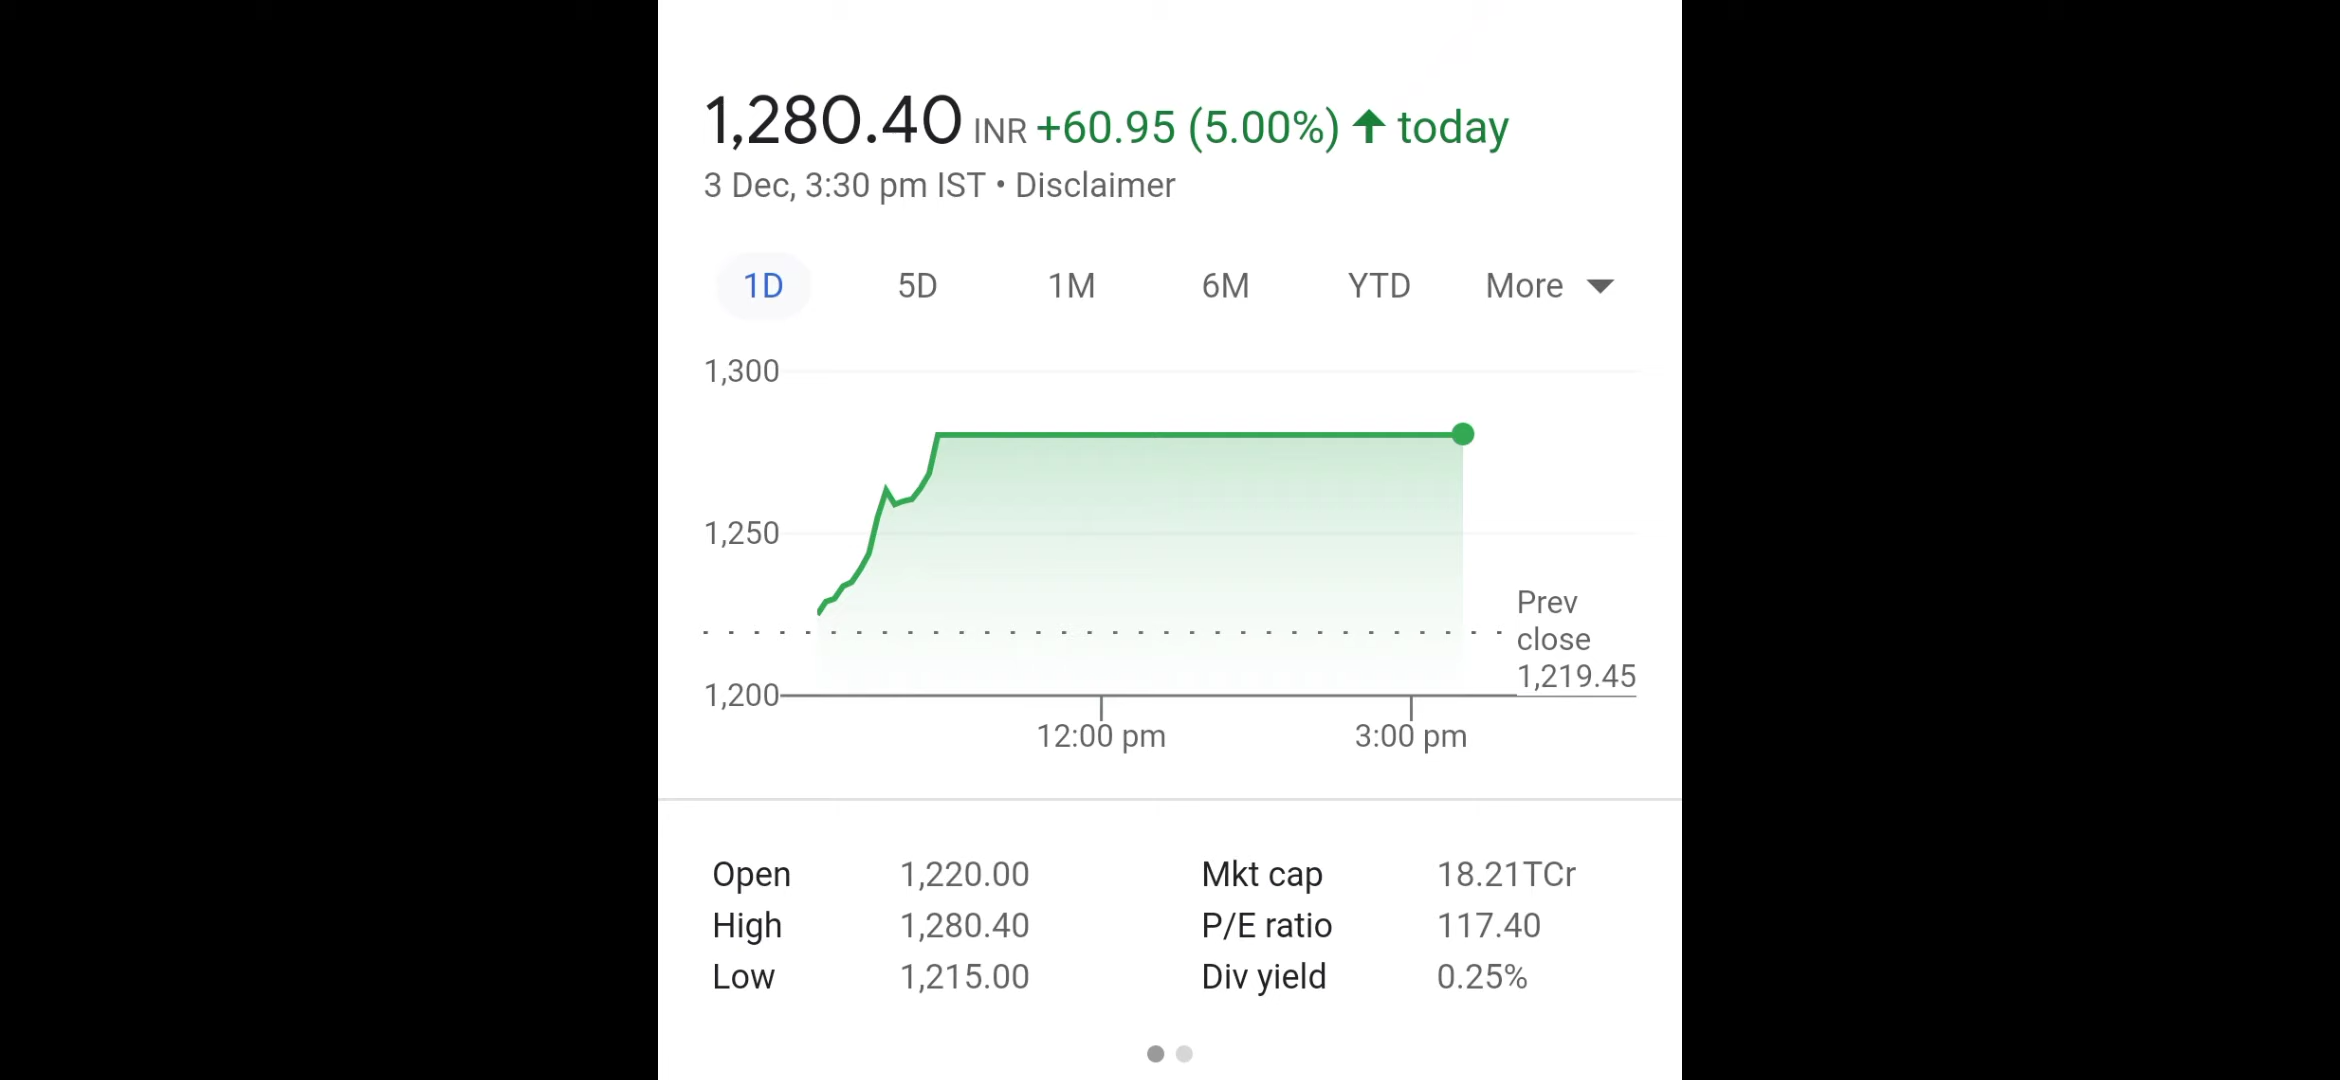 1,280.40 INR +60.95 (5.00%) ↑ today
3 Dec, 3:30 pm IST • Disclaimer
1D 5D 1M 6M YTD More
1,300
1,250
Prev
close
1,219.45
1,200
12:00 pm 3:00 pm
Open 1,220.00 Mkt cap 18.21TCr
High 1,280.40 P/E ratio 117.40
Low 1,215.00 Div yield 0.25%